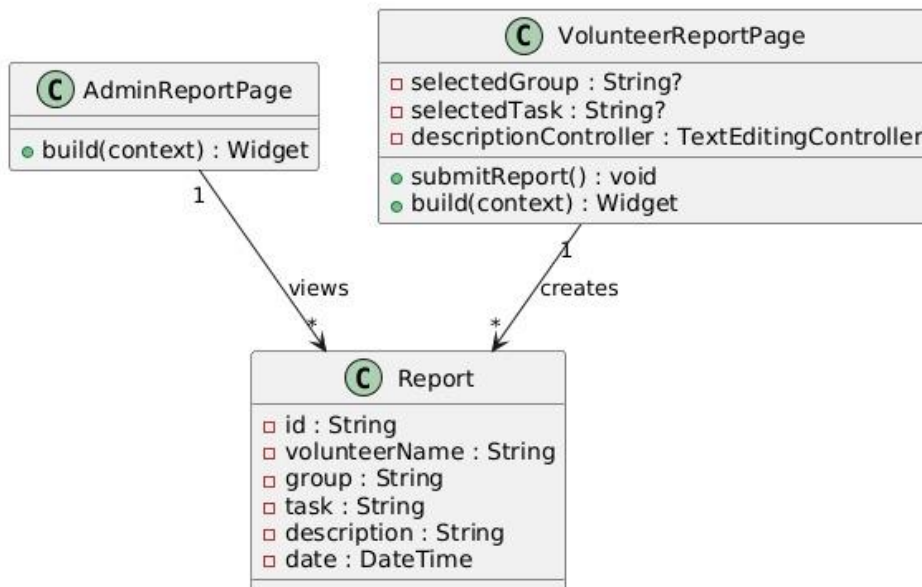 C AdminReportPage
build(context) : Widget
C VolunteerReportPage
selectedGroup : String?
selectedTask : String?
descriptionController : TextEditingController
submitReport() : void
build(context) : Widget
1
1
views
creates
*
*
C Report
id : String
volunteerName : String
group : String
task : String
description : String
date : DateTime